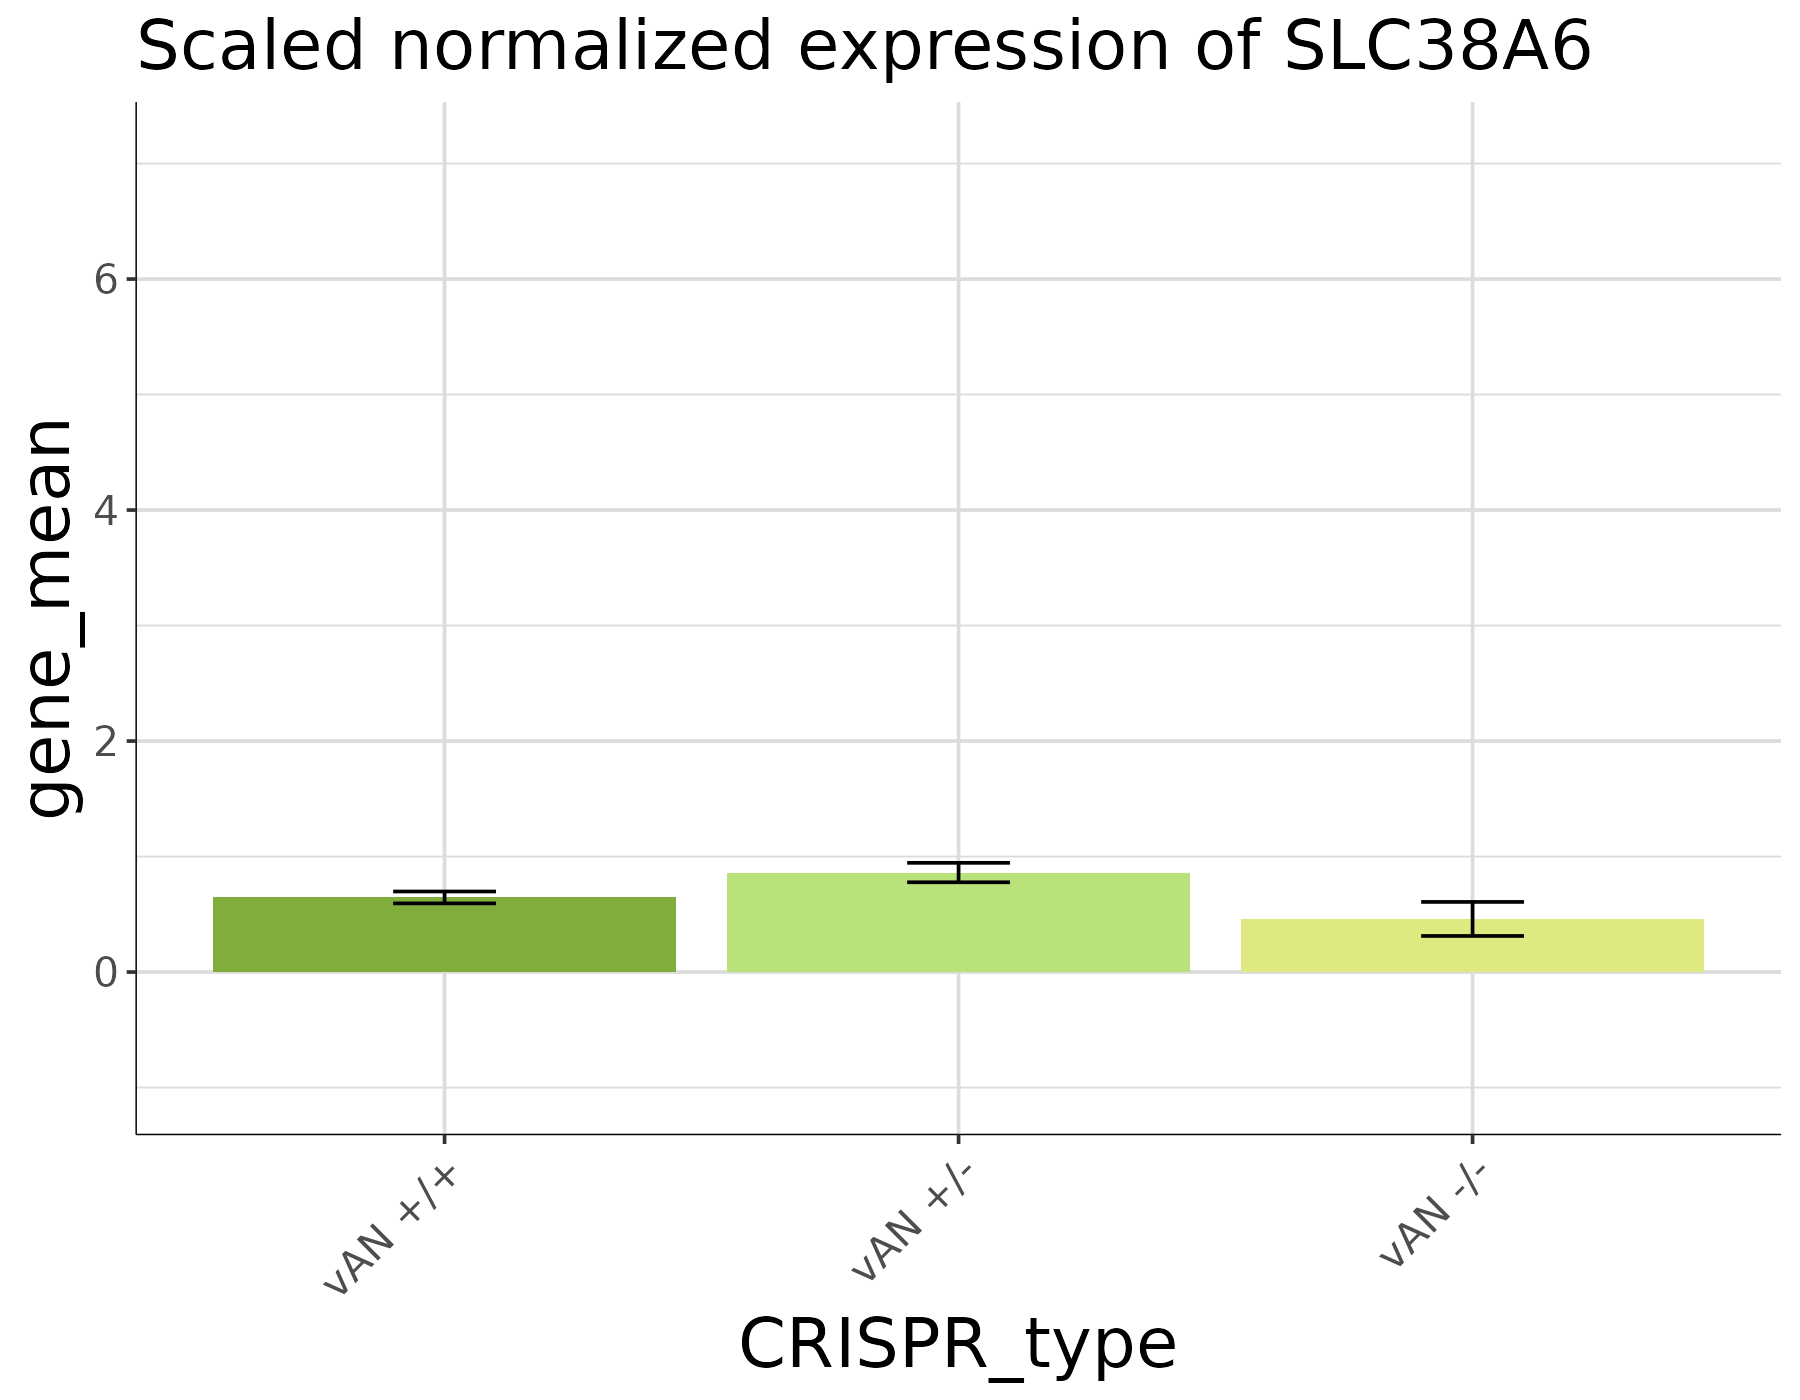 Scaled normalized expression of SLC38A6
gene_mean
6
4
2
0
vAN +/+
vAN +/-
vAN -/-
CRISPR_type